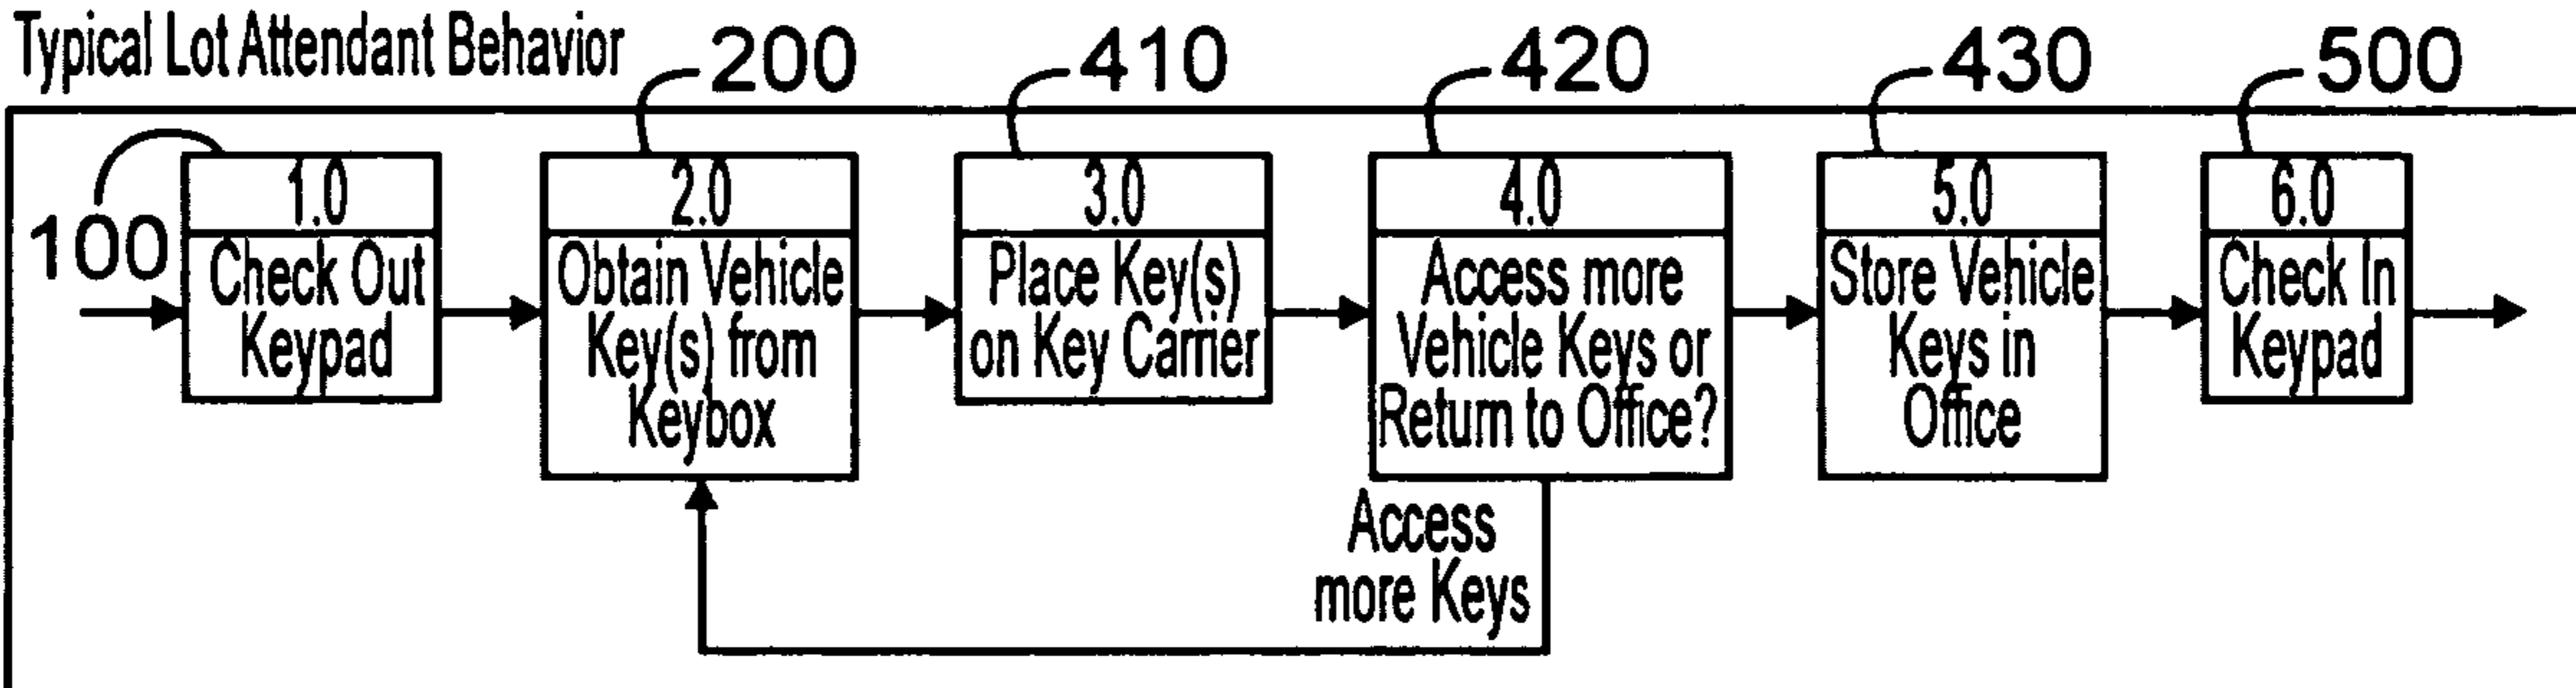 Typical Lot Attendant Behavior
200
410
420
430
500
100
1.0
Check Out
Keypad
2.0
Obtain Vehicle
Key(s) from
Keybox
3.0
Place Key(s)
on Key Carrier
4.0
Access more
Vehicle Keys or
Return to Office?
5.0
Store Vehicle
Keys in
Office
6.0
Check In
Keypad
Access
more Keys